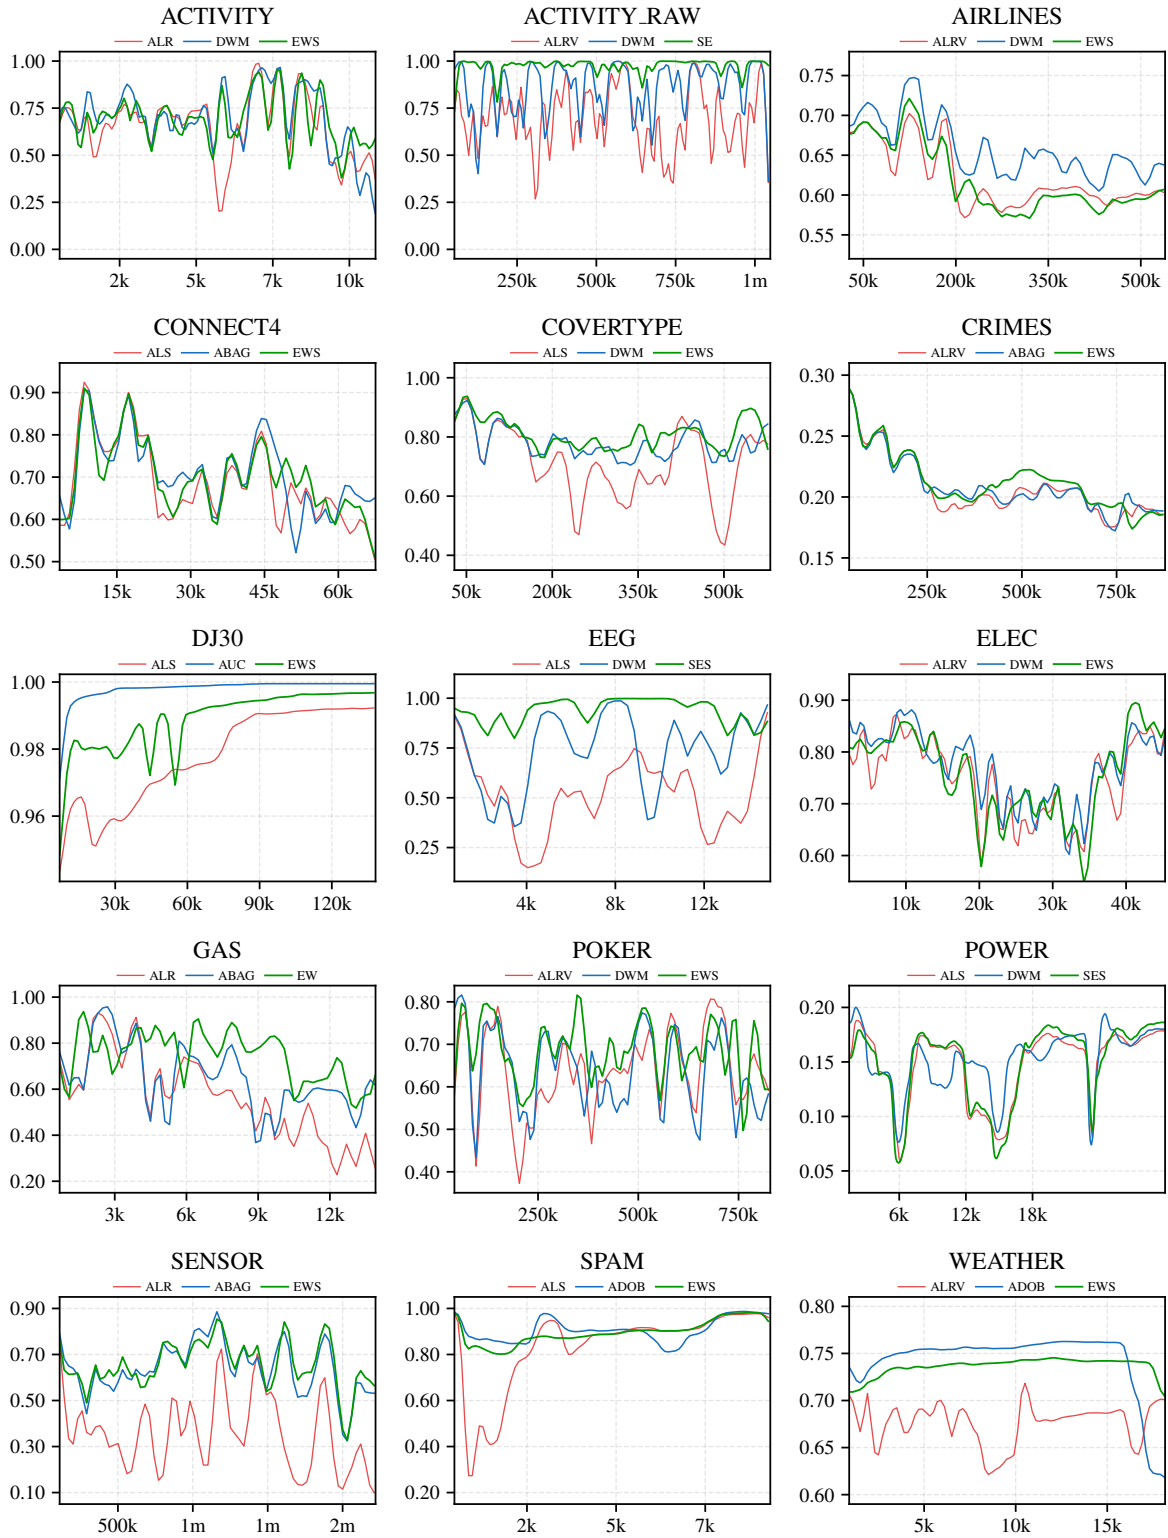 ACTIVITY
ALR DWM EWS
1.00
0.75
0.50
0.25
0.00
2k 5k 7k 10k
ACTIVITY_RAW
ALRV DWM SE
1.00
0.75
0.50
0.25
0.00
250k 500k 750k 1m
AIRLINES
ALRV DWM EWS
0.75
0.70
0.65
0.60
0.55
50k 200k 350k 500k
CONNECT4
ALS ABAG EWS
0.90
0.80
0.70
0.60
0.50
15k 30k 45k 60k
COVERTYPE
ALS DWM EWS
1.00
0.80
0.60
0.40
50k 200k 350k 500k
CRIMES
ALRV ABAG EWS
0.30
0.25
0.20
0.15
250k 500k 750k
DJ30
ALS AUC EWS
1.00
0.98
0.96
30k 60k 90k 120k
EEG
ALS DWM SES
1.00
0.75
0.50
0.25
4k 8k 12k
ELEC
ALRV DWM EWS
0.90
0.80
0.70
0.60
10k 20k 30k 40k
GAS
ALR ABAG EW
1.00
0.80
0.60
0.40
0.20
3k 6k 9k 12k
POKER
ALRV DWM EWS
0.80
0.70
0.60
0.50
0.40
250k 500k 750k
POWER
ALS DWM SES
0.20
0.15
0.10
0.05
6k 12k 18k
SENSOR
ALR ABAG EWS
0.90
0.70
0.50
0.30
0.10
500k 1m 1m 2m
SPAM
ALS ADOB EWS
1.00
0.80
0.60
0.40
0.20
2k 5k 7k
WEATHER
ALRV ADOB EWS
0.80
0.75
0.70
0.65
0.60
5k 10k 15k